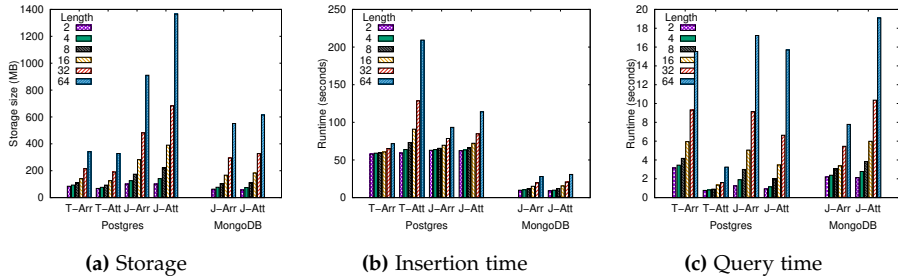 Storage size (MB)
1400
1200
1000
800
600
400
200
0
Length
2
4
8
16
32
64
T-Arr T-Att J-Arr J-Att J-Arr J-Att
Postgres MongoDB
(a) Storage
Runtime (seconds)
250
200
150
100
50
0
Length
2
4
8
16
32
64
T-Arr T-Att J-Arr J-Att J-Arr J-Att
Postgres MongoDB
(b) Insertion time
Runtime (seconds)
20
18
16
14
12
10
8
6
4
2
0
Length
2
4
8
16
32
64
T-Arr T-Att J-Arr J-Att J-Arr J-Att
Postgres MongoDB
(c) Query time